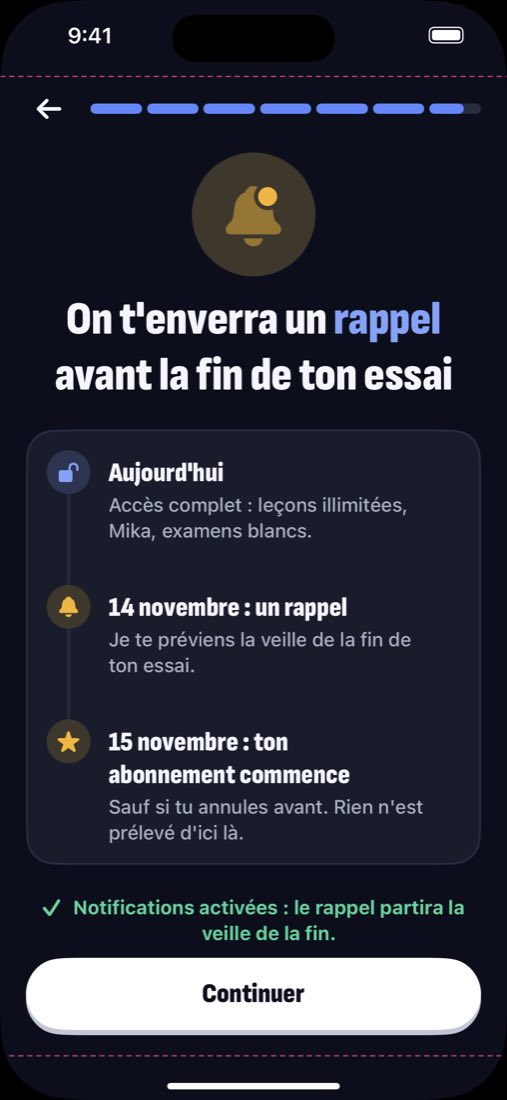 9:41
On t'enverra un rappel
avant la fin de ton essai
Aujourd'hui
Accès complet : leçons illimitées,
Mika, examens blancs.
14 novembre : un rappel
Je te préviens la veille de la fin de
ton essai.
15 novembre : ton
abonnement commence
Sauf si tu annules avant. Rien n'est
prélevé d'ici là.
Notifications activées : le rappel partira la
veille de la fin.
Continuer